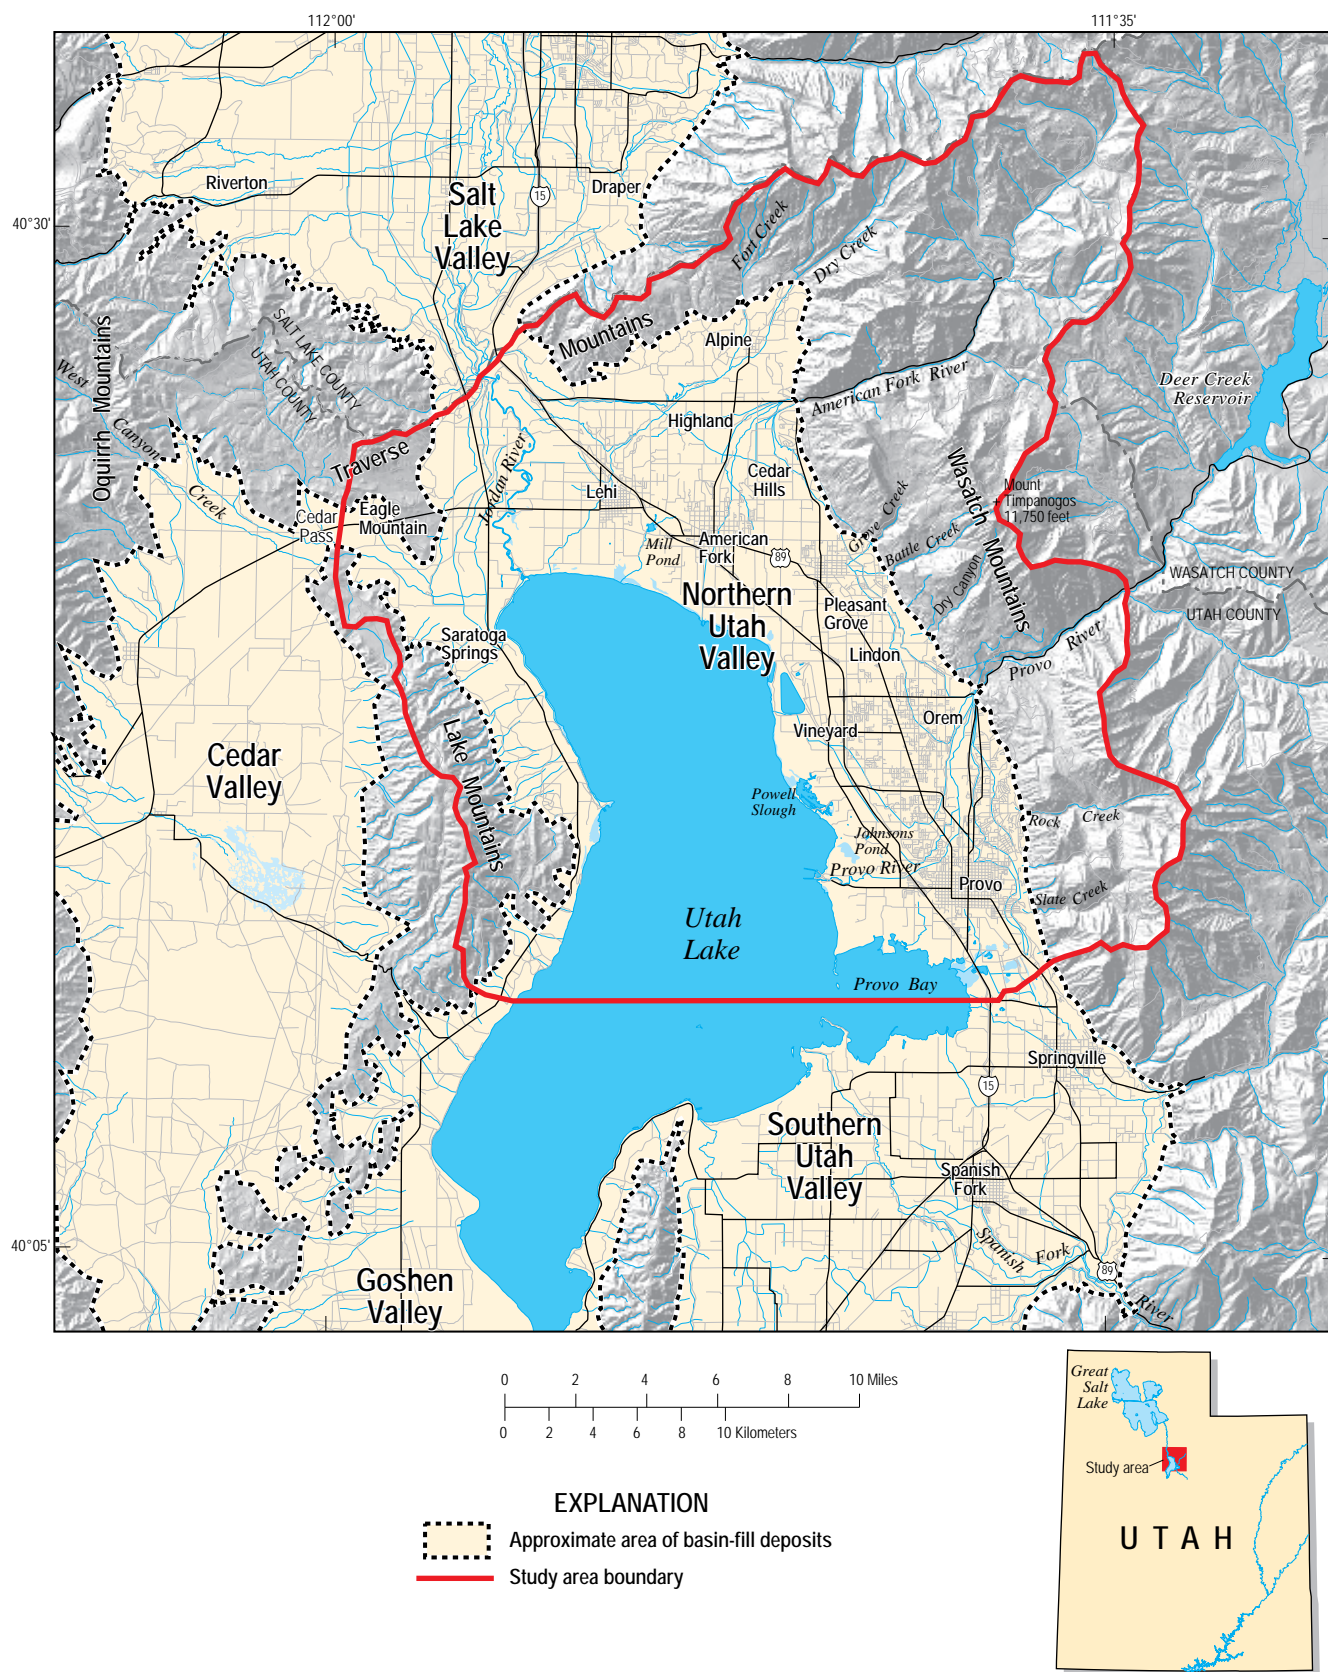 112°00'
111°35'
Riverton
Salt
Lake
Valley
15
Draper
40°30'
Fort Creek
Dry Creek
SALT LAKE COUNTY
UTAH COUNTY
Mountains
Alpine
Oquirrh Mountains
West
Canyon
Creek
American Fork River
Deer Creek
Reservoir
Highland
Traverse
Jordan River
Cedar
Hills
Wasatch Mountains
Mount
Timpanogos
11,750 feet
Lehi
Eagle
Mountain
Cedar
Pass
Grove Creek
Mill
Pond
American
Fork
89
Battle Creek
Dry Canyon
WASATCH COUNTY
UTAH COUNTY
Northern
Utah
Valley
Pleasant
Grove
Saratoga
Springs
Lindon
Provo River
Orem
Vineyard
Lake Mountains
Cedar
Valley
Powell
Slough
Rock Creek
Johnsons
Pond
Provo River
Provo
Slate Creek
Utah
Lake
Provo Bay
Springville
15
Southern
Utah
Valley
Spanish
Fork
Spanish Fork River
89
40°05'
Goshen
Valley
0 2 4 6 8 10 Miles
0 2 4 6 8 10 Kilometers
EXPLANATION
Approximate area of basin-fill deposits
Study area boundary
Great
Salt
Lake
Study area
UTAH